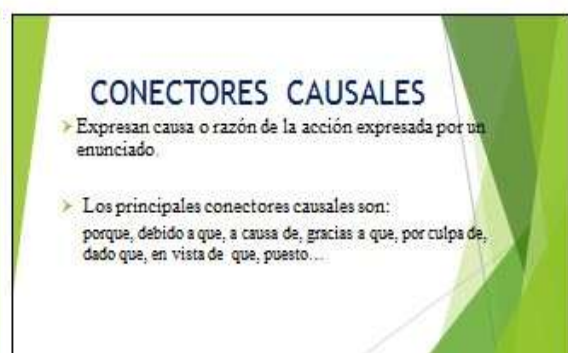 CONECTORES CAUSALES
Expresan causa o razón de la acción expresada por un
enunciado.
Los principales conectores causales son:
porque, debido a que, a causa de, gracias a que, por culpa de,
dado que, en vista de que, puesto…